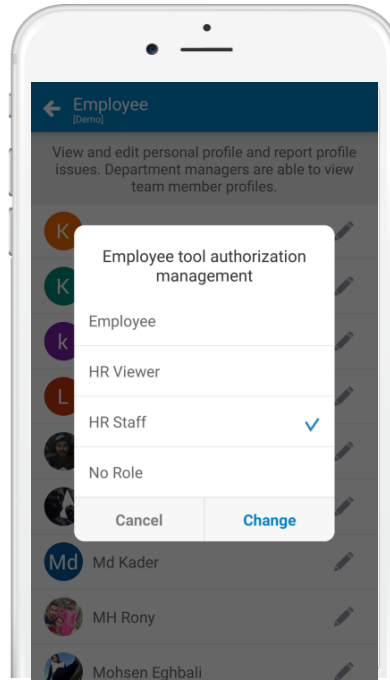 Employee
[Demo]
View and edit personal profile and report profile
issues. Department managers are able to view
team member profiles.
K
K
k
L
Employee tool authorization
management
Employee
HR Viewer
HR Staff
No Role
Cancel
Change
Md
Md Kader
MH Rony
Mohsen Eghbali